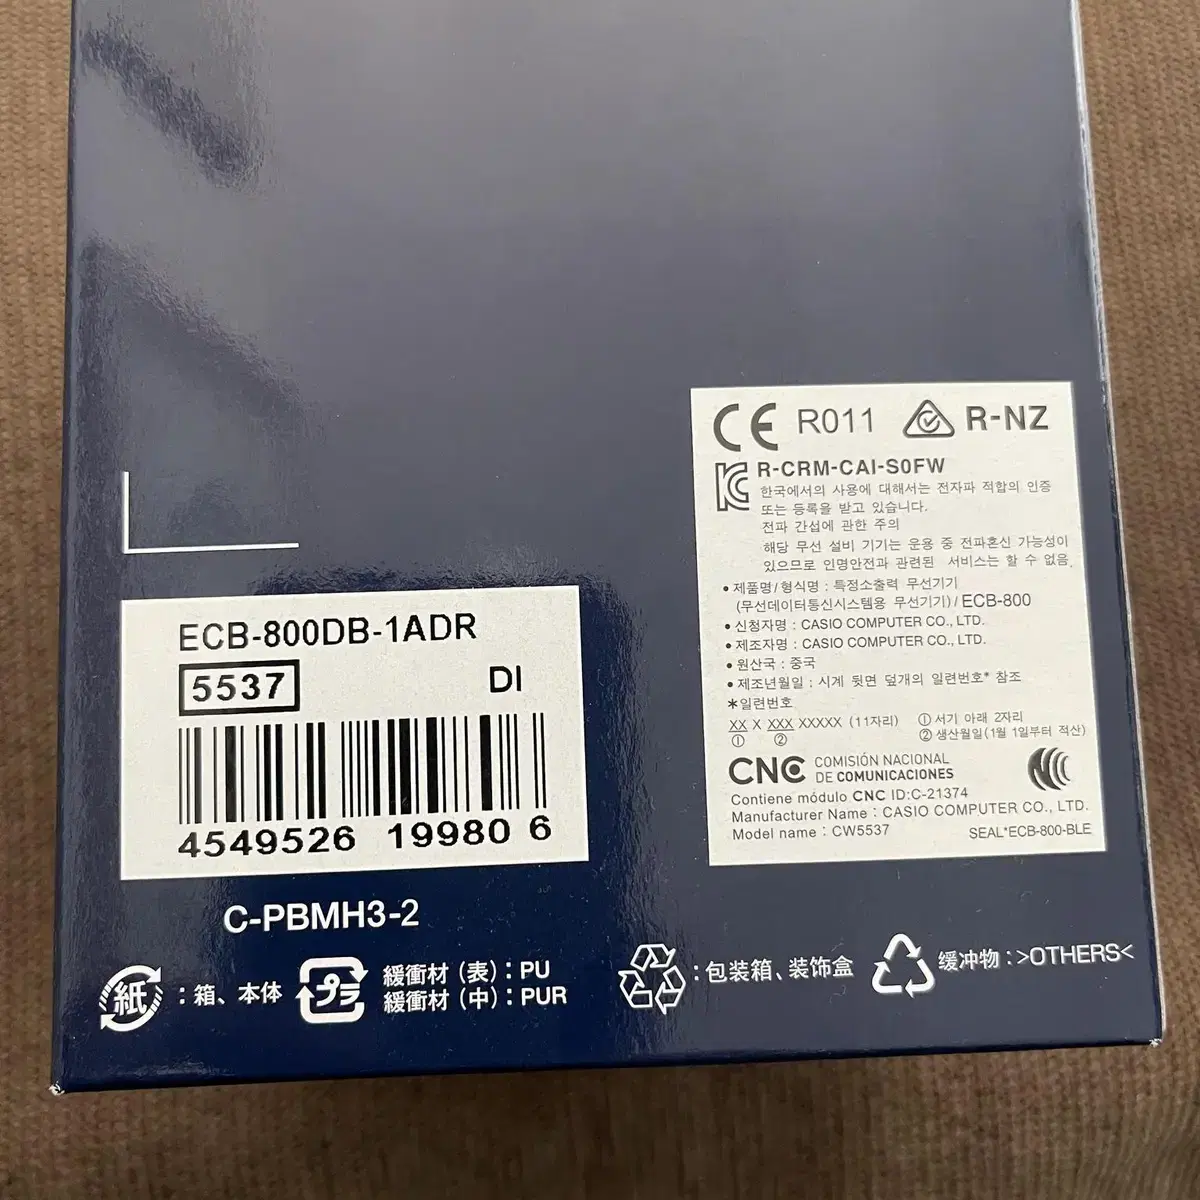 CE R011 R-NZ
R-CRM-CAI-S0FW
한국에서의 사용에 대해서는 전자파 적합의 인증
또는 등록을 받고 있습니다.
전파 간섭에 관한 주의
해당 무선 설비 기기는 운용 중 전파혼신 가능성이
있으므로 인명안전과 관련된 서비스는 할 수 없음.
• 제품명/형식명 : 특정소출력 무선기기
(무선데이터통신시스템용 무선기기) / ECB-800
• 신청자명 : CASIO COMPUTER CO., LTD.
• 제조자명 : CASIO COMPUTER CO., LTD.
• 원산국 : 중국
• 제조년월일 : 시계 뒷면 덮개의 일련번호* 참조
*일련번호
XX X XXX XXXXX (11자리) ① 서기 아래 2자리
① ② ② 생산월일(1월 1일부터 적산)
CNC COMISIÓN NACIONAL
DE COMUNICACIONES
Contiene módulo CNC ID:C-21374
Manufacturer Name : CASIO COMPUTER CO., LTD.
Model name : CW5537 SEAL*ECB-800-BLE
ECB-800DB-1ADR
5537 DI
4549526 19980 6
C-PBMH3-2
紙 : 箱、本体 プラ 緩衝材 (表) : PU
緩衝材 (中) : PUR
: 包装箱、装饰盒
缓冲物 : >OTHERS<